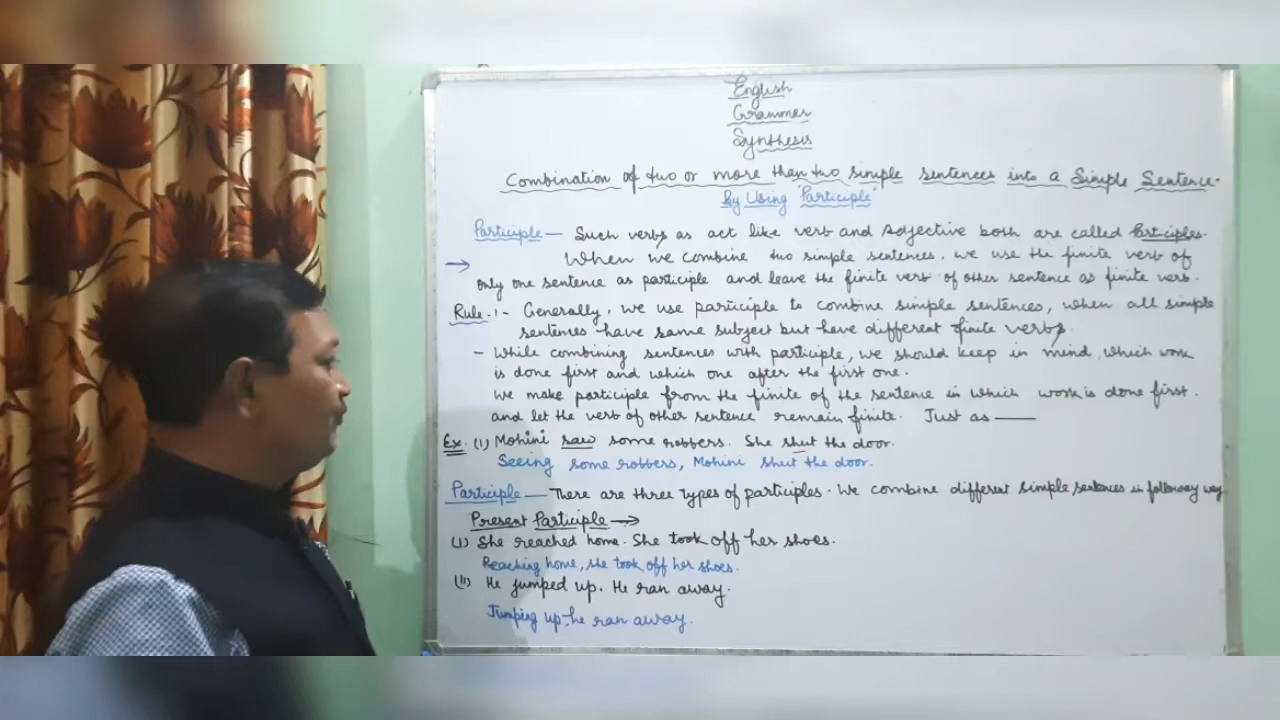 English
Grammer
Synthesis
Combination of two or more than two simple sentences into a Simple Sentence-
By Using "Participle"
Participle— Such verbs as act like verb and Adjective both are called Participles.
→ When we combine two simple sentences. we use the finite verb of
only one sentence as participle and leave the finite verb of other sentence as finite verb.
Rule.1- Generally, we use participle to combine simple sentences, when all simple
sentences have same subject but have different finite verbs.
- While combining sentences with participle, we should keep in mind, which work
is done first and which one after the first one.
We make participle from the finite of the sentence in which work is done first.
and let the verb of other sentence remain finite. Just as —
Ex. (1) Mohini saw some robbers. She shut the door.
Seeing some robbers, Mohini shut the door.
Participle — There are three types of participles. We combine different simple sentences in following way
Present Participle →
(I) She reached home. She took off her shoes.
Reaching home, she took off her shoes.
(II) He jumped up. He ran away.
Jumping up, he ran away.